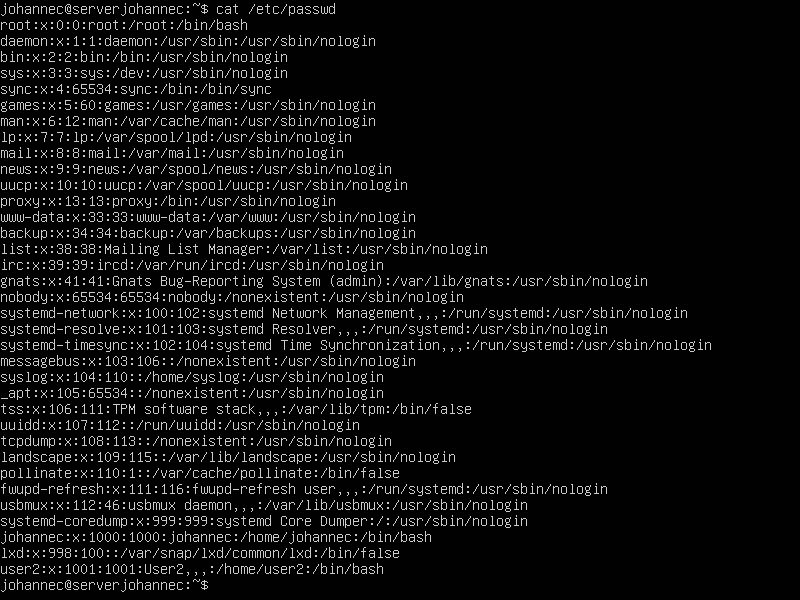 johannec@serverjohannec:~$ cat /etc/passwd
root:x:0:0:root:/root:/bin/bash
daemon:x:1:1:daemon:/usr/sbin:/usr/sbin/nologin
bin:x:2:2:bin:/bin:/usr/sbin/nologin
sys:x:3:3:sys:/dev:/usr/sbin/nologin
sync:x:4:65534:sync:/bin:/bin/sync
games:x:5:60:games:/usr/games:/usr/sbin/nologin
man:x:6:12:man:/var/cache/man:/usr/sbin/nologin
lp:x:7:7:lp:/var/spool/lpd:/usr/sbin/nologin
mail:x:8:8:mail:/var/mail:/usr/sbin/nologin
news:x:9:9:news:/var/spool/news:/usr/sbin/nologin
uucp:x:10:10:uucp:/var/spool/uucp:/usr/sbin/nologin
proxy:x:13:13:proxy:/bin:/usr/sbin/nologin
www-data:x:33:33:www-data:/var/www:/usr/sbin/nologin
backup:x:34:34:backup:/var/backups:/usr/sbin/nologin
list:x:38:38:Mailing List Manager:/var/list:/usr/sbin/nologin
irc:x:39:39:ircd:/var/run/ircd:/usr/sbin/nologin
gnats:x:41:41:Gnats Bug-Reporting System (admin):/var/lib/gnats:/usr/sbin/nologin
nobody:x:65534:65534:nobody:/nonexistent:/usr/sbin/nologin
systemd-network:x:100:102:systemd Network Management,,,:/run/systemd:/usr/sbin/nologin
systemd-resolve:x:101:103:systemd Resolver,,,:/run/systemd:/usr/sbin/nologin
systemd-timesync:x:102:104:systemd Time Synchronization,,,:/run/systemd:/usr/sbin/nologin
messagebus:x:103:106::/nonexistent:/usr/sbin/nologin
syslog:x:104:110::/home/syslog:/usr/sbin/nologin
_apt:x:105:65534::/nonexistent:/usr/sbin/nologin
tss:x:106:111:TPM software stack,,,:/var/lib/tpm:/bin/false
uuidd:x:107:112::/run/uuidd:/usr/sbin/nologin
tcpdump:x:108:113::/nonexistent:/usr/sbin/nologin
landscape:x:109:115::/var/lib/landscape:/usr/sbin/nologin
pollinate:x:110:1::/var/cache/pollinate:/bin/false
fwupd-refresh:x:111:116:fwupd-refresh user,,,:/run/systemd:/usr/sbin/nologin
usbmux:x:112:46:usbmux daemon,,,:/var/lib/usbmux:/usr/sbin/nologin
systemd-coredump:x:999:999:systemd Core Dumper:/:/usr/sbin/nologin
johannec:x:1000:1000:johannec:/home/johannec:/bin/bash
lxd:x:998:100::/var/snap/lxd/common/lxd:/bin/false
user2:x:1001:1001:User2,,,:/home/user2:/bin/bash
johannec@serverjohannec:~$